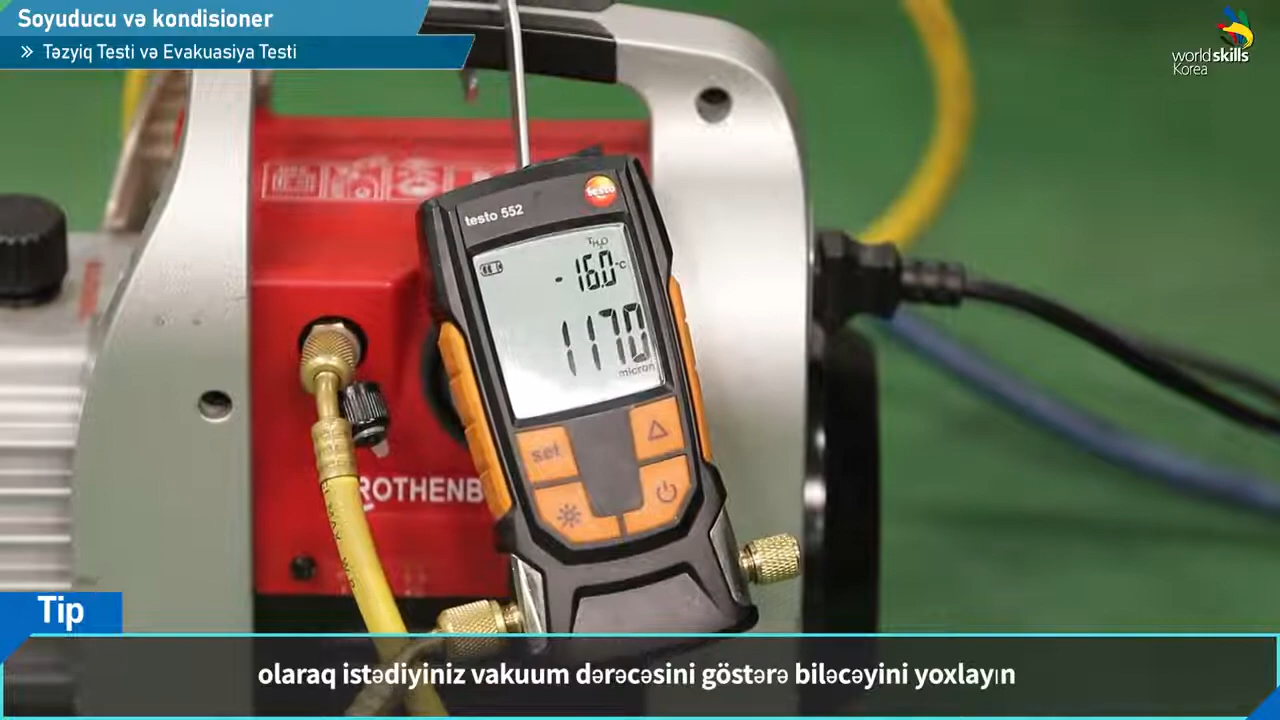 Soyuducu və kondisioner
» Təzyiq Testi və Evakuasiya Testi
worldskills
Korea
testo
testo 552
TH₂O
-16.0 °C
1170
micron
set
ROTHENB
Tip
olaraq istədiyiniz vakuum dərəcəsini göstərə biləcəyini yoxlayın